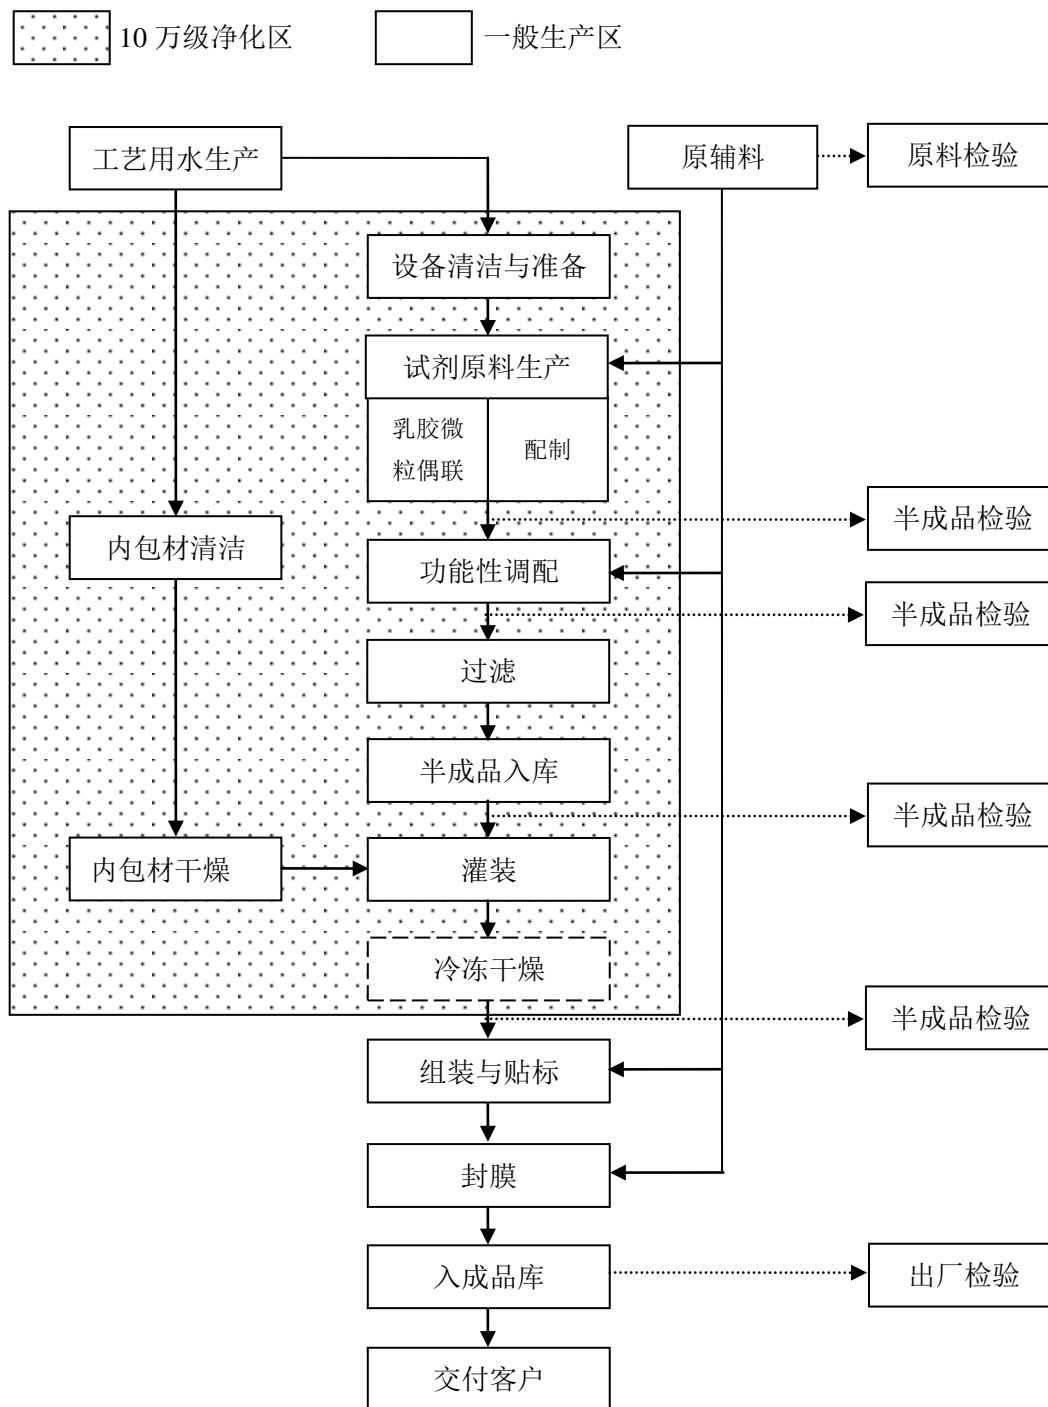 10 万级净化区
一般生产区
工艺用水生产
原辅料
原料检验
设备清洁与准备
试剂原料生产
乳胶微
粒偶联
配制
半成品检验
内包材清洁
功能性调配
半成品检验
过滤
半成品入库
半成品检验
内包材干燥
灌装
冷冻干燥
半成品检验
组装与贴标
封膜
入成品库
出厂检验
交付客户